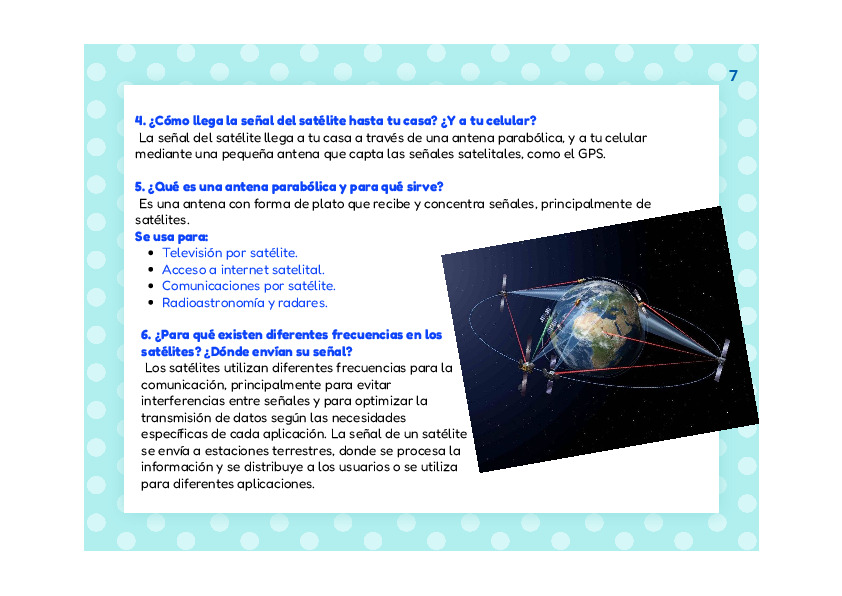 7
4. ¿Cómo llega la señal del satélite hasta tu casa? ¿Y a tu celular?
La señal del satélite llega a tu casa a través de una antena parabólica, y a tu celular
mediante una pequeña antena que capta las señales satelitales, como el GPS.
5. ¿Qué es una antena parabólica y para qué sirve?
Es una antena con forma de plato que recibe y concentra señales, principalmente de
satélites.
Se usa para:
• Televisión por satélite.
• Acceso a internet satelital.
• Comunicaciones por satélite.
• Radioastronomía y radares.
6. ¿Para qué existen diferentes frecuencias en los
satélites? ¿Dónde envían su señal?
Los satélites utilizan diferentes frecuencias para la
comunicación, principalmente para evitar
interferencias entre señales y para optimizar la
transmisión de datos según las necesidades
específicas de cada aplicación. La señal de un satélite
se envía a estaciones terrestres, donde se procesa la
información y se distribuye a los usuarios o se utiliza
para diferentes aplicaciones.